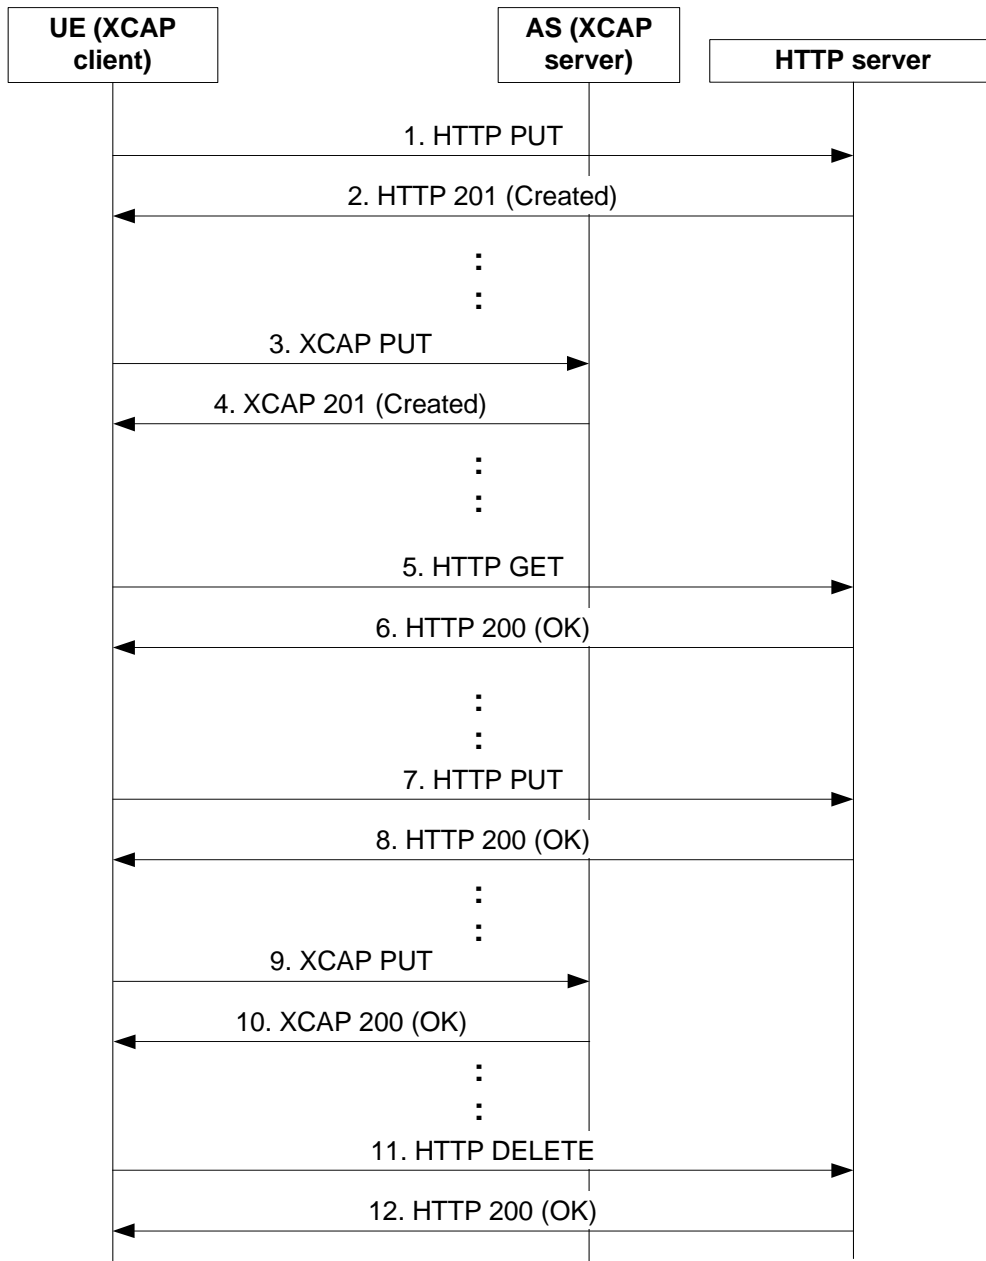 UE (XCAP
client)
AS (XCAP
server)
HTTP server
1. HTTP PUT
2. HTTP 201 (Created)
:
:
3. XCAP PUT
4. XCAP 201 (Created)
:
:
5. HTTP GET
6. HTTP 200 (OK)
:
:
7. HTTP PUT
8. HTTP 200 (OK)
:
:
9. XCAP PUT
10. XCAP 200 (OK)
:
:
11. HTTP DELETE
12. HTTP 200 (OK)